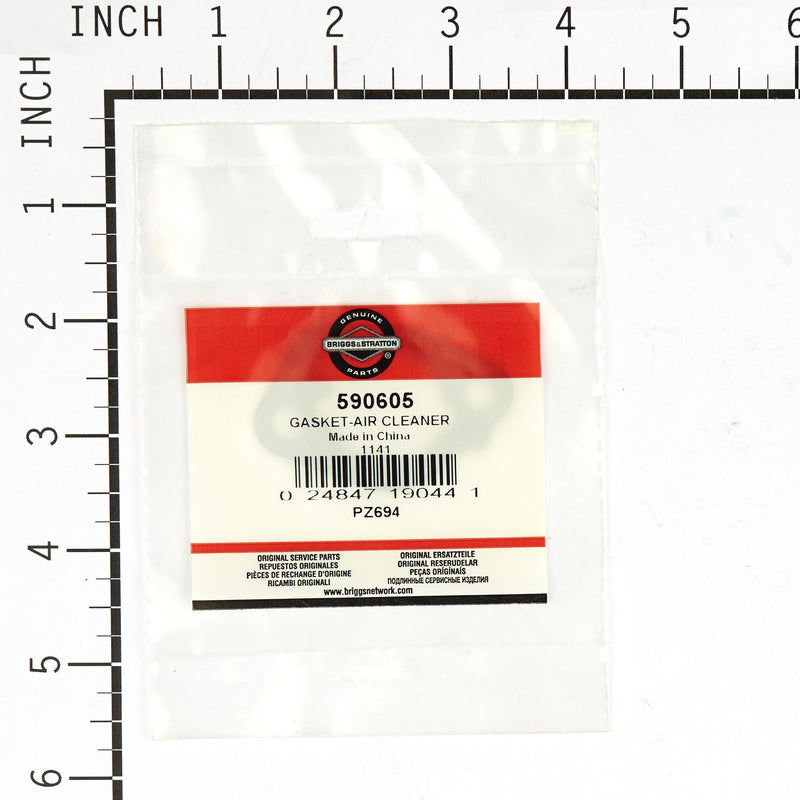 INCH 1 2 3 4 5 6
INCH
1
2
3
4
5
6
GENUINE
BRIGGS&STRATTON
®
PARTS
590605
GASKET-AIR CLEANER
Made in China
1141
0 24847 19044 1
PZ694
ORIGINAL SERVICE PARTS
REPUESTOS ORIGINALES
PIÈCES DE RECHANGE D'ORIGINE
RICAMBI ORIGINALI
ORIGINAL ERSATZTEILE
ORIGINAL RESERUDELAR
PEÇAS ORIGINAIS
ПОДЛИННЫЕ СЕРВИСНЫЕ ИЗДЕЛИЯ
www.briggsnetwork.com